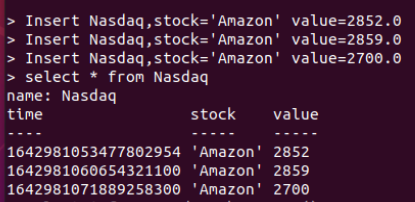 > Insert Nasdaq,stock='Amazon' value=2852.0
> Insert Nasdaq,stock='Amazon' value=2859.0
> Insert Nasdaq,stock='Amazon' value=2700.0
> select * from Nasdaq
name: Nasdaq
time                stock    value
----                -----    -----
1642981053477802954 'Amazon' 2852
1642981060654321100 'Amazon' 2859
1642981071889258300 'Amazon' 2700